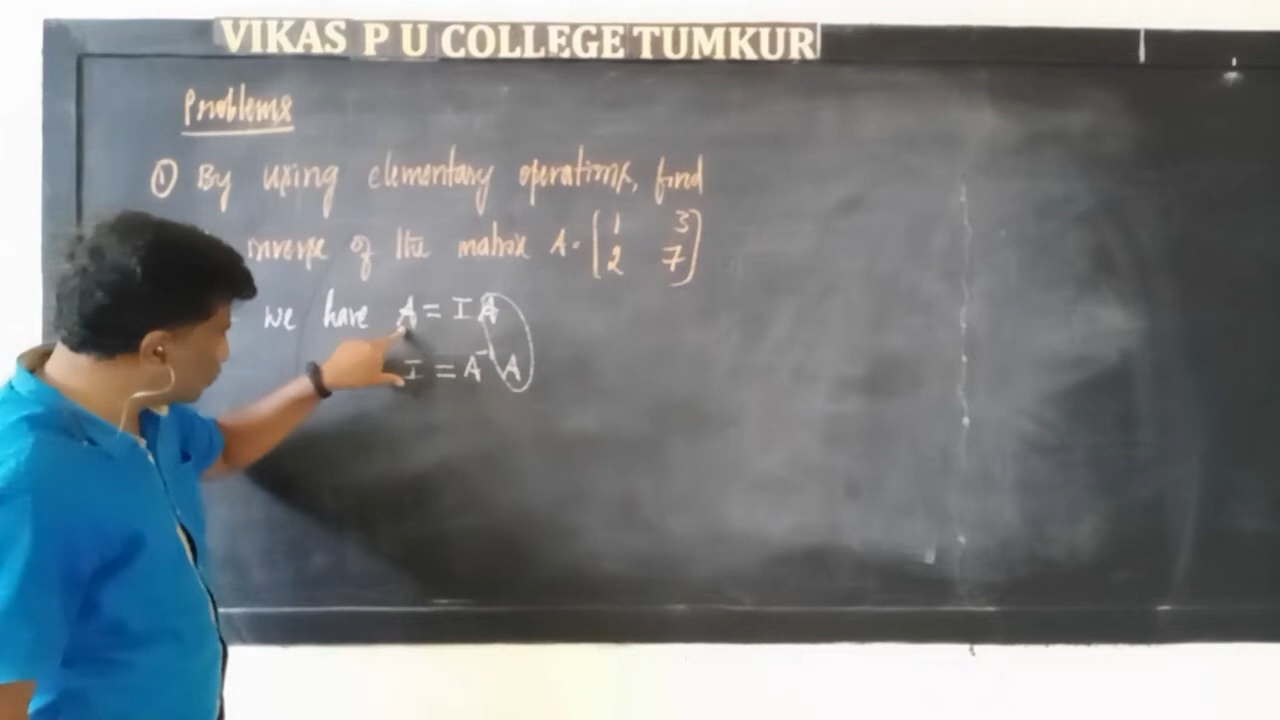 VIKAS P U COLLEGE TUMKUR
Problems
① By using elementary operations, find
inverse of the matrix A = [1 3
2 7]
we have A = I A
I = A⁻¹ A